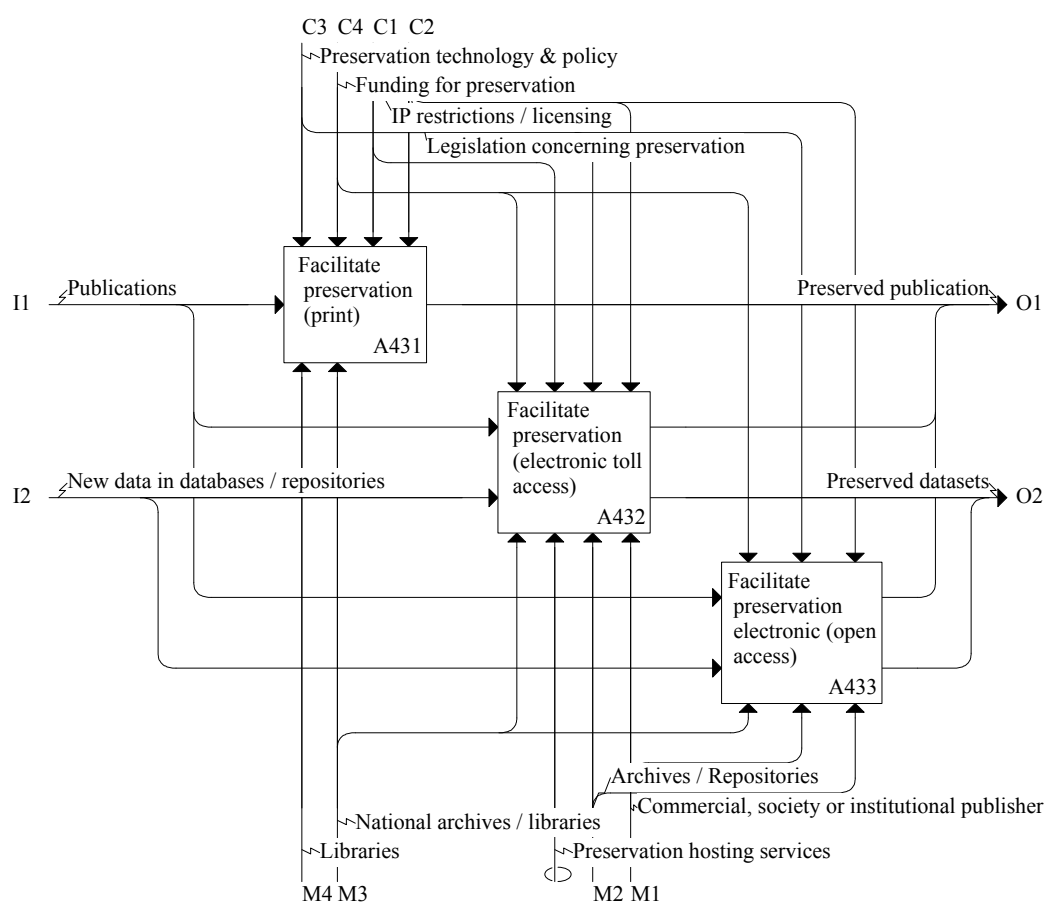 C3 C4 C1 C2
Preservation technology & policy
Funding for preservation
IP restrictions / licensing
Legislation concerning preservation
Facilitate
preservation
(print)
A431
I1
Publications
Preserved publication
O1
Facilitate
preservation
(electronic toll
access)
A432
I2
New data in databases / repositories
Preserved datasets
O2
Facilitate
preservation
electronic (open
access)
A433
Archives / Repositories
Commercial, society or institutional publisher
National archives / libraries
Libraries
Preservation hosting services
M4 M3 M2 M1